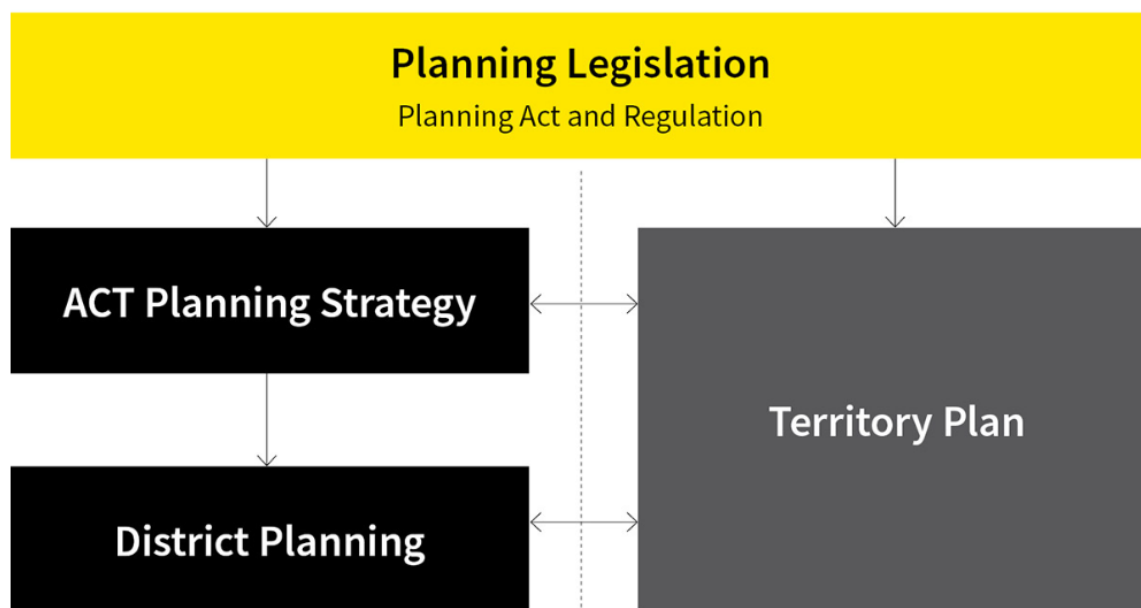 Planning Legislation
Planning Act and Regulation
ACT Planning Strategy
Territory Plan
District Planning